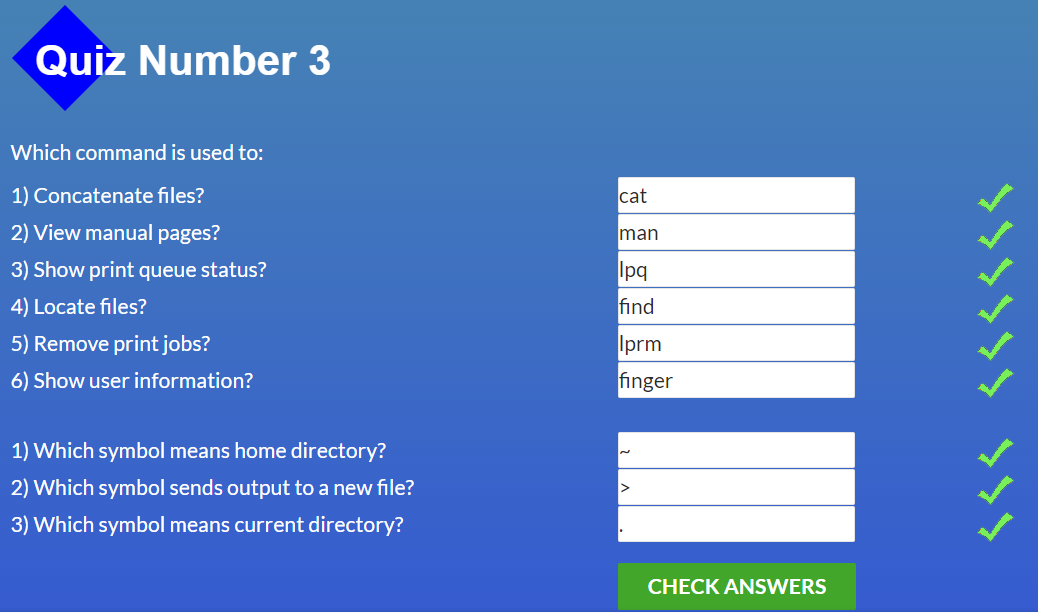 Quiz Number 3
Which command is used to:
1) Concatenate files? cat
2) View manual pages? man
3) Show print queue status? lpq
4) Locate files? find
5) Remove print jobs? lprm
6) Show user information? finger
1) Which symbol means home directory? ~
2) Which symbol sends output to a new file? >
3) Which symbol means current directory? .
CHECK ANSWERS